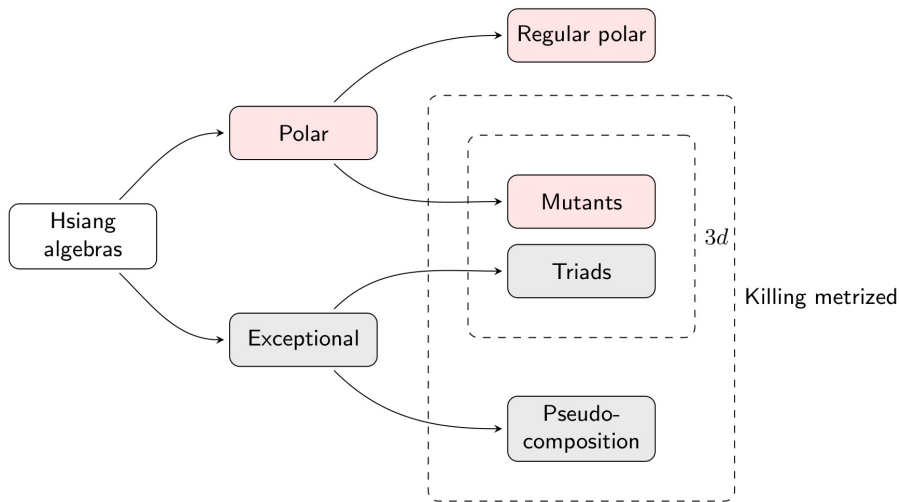 Regular polar
Polar
Mutants
Hsiang
algebras
3d
Triads
Killing metrized
Exceptional
Pseudo-
composition